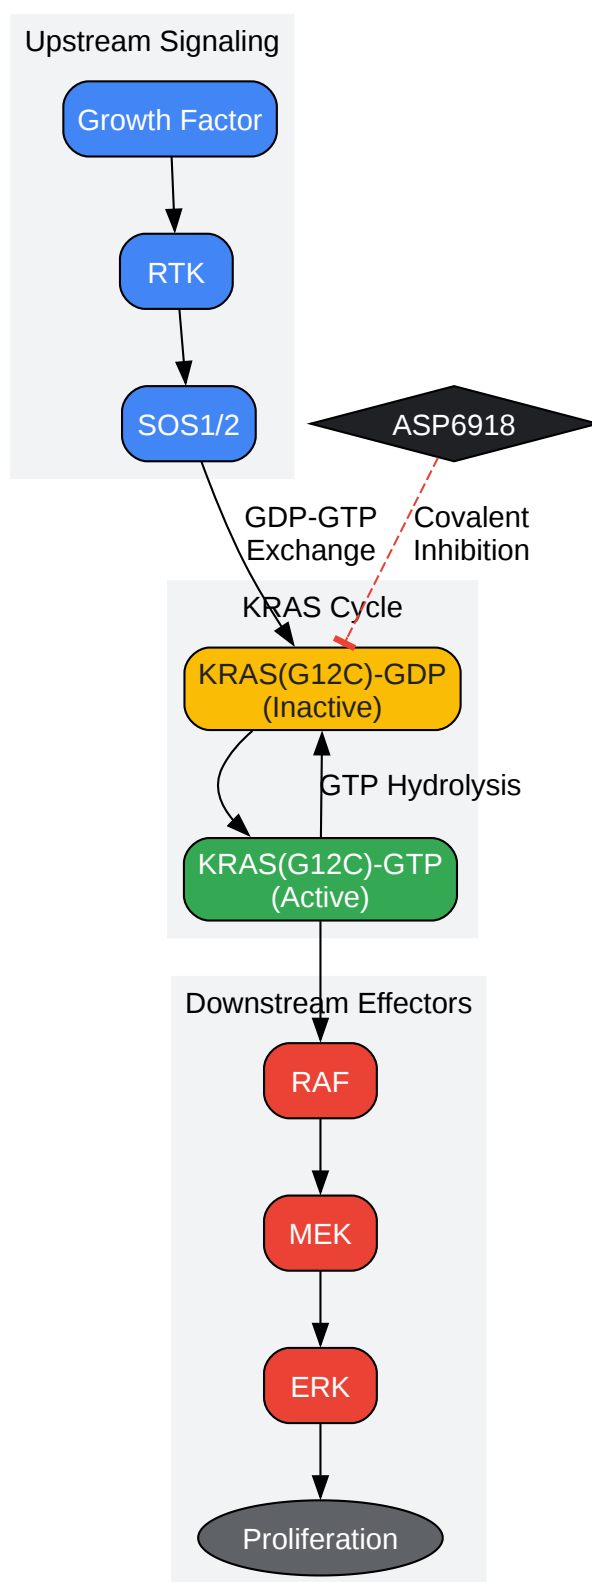 Upstream Signaling
Growth Factor
RTK
SOS1/2
ASP6918
GDP-GTP
Exchange
Covalent
Inhibition
KRAS Cycle
KRAS(G12C)-GDP
(Inactive)
GTP Hydrolysis
KRAS(G12C)-GTP
(Active)
Downstream Effectors
RAF
MEK
ERK
Proliferation